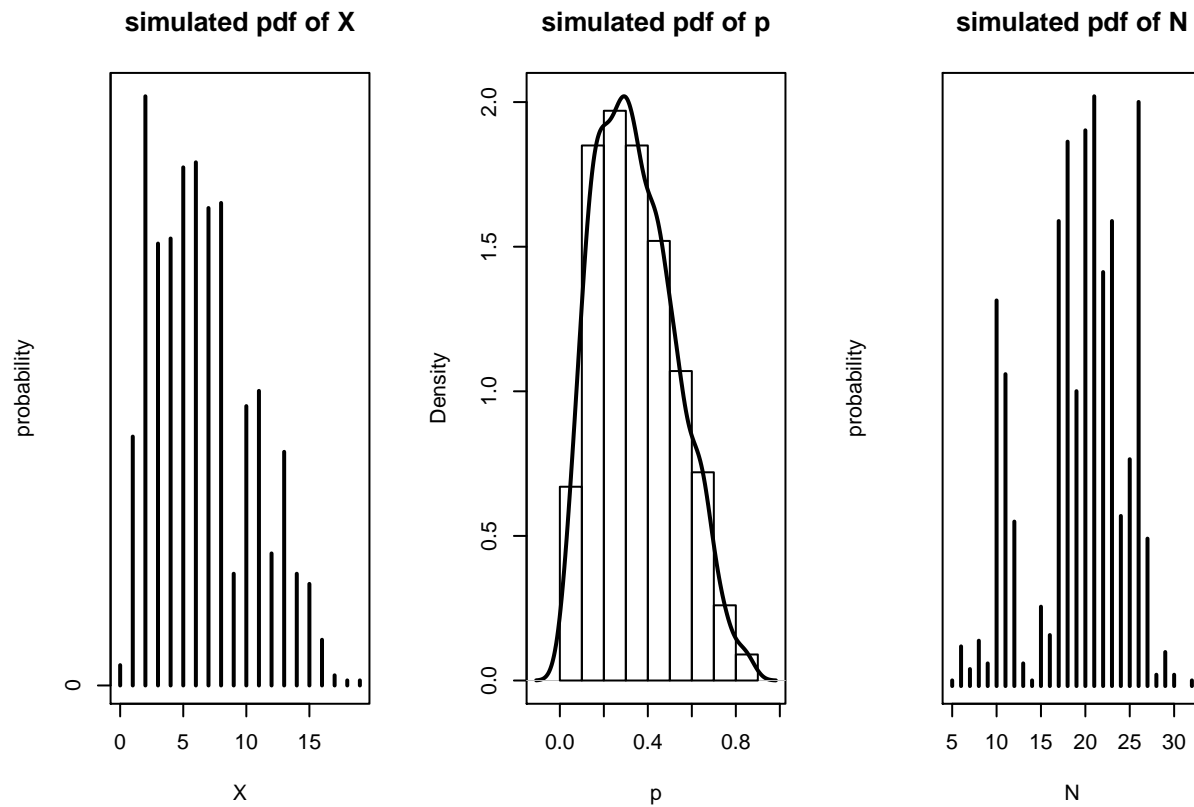 simulated pdf of X
probability
0
0 5 10 15
X
simulated pdf of p
Density
0.0 0.5 1.0 1.5 2.0
0.0 0.4 0.8
p
simulated pdf of N
probability
5 10 15 20 25 30
N